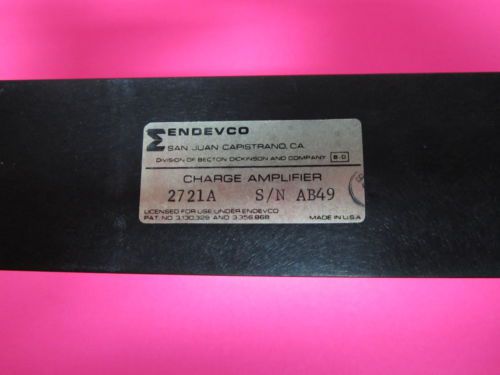 ENDEVCO
SAN JUAN CAPISTRANO, CA
DIVISION OF BECTON DICKINSON AND COMPANY B-D
CHARGE AMPLIFIER
2721A S/N AB49
LICENSED FOR USE UNDER ENDEVCO
PAT. NO. 3,130,329 AND 3,356,868
MADE IN U.S.A.